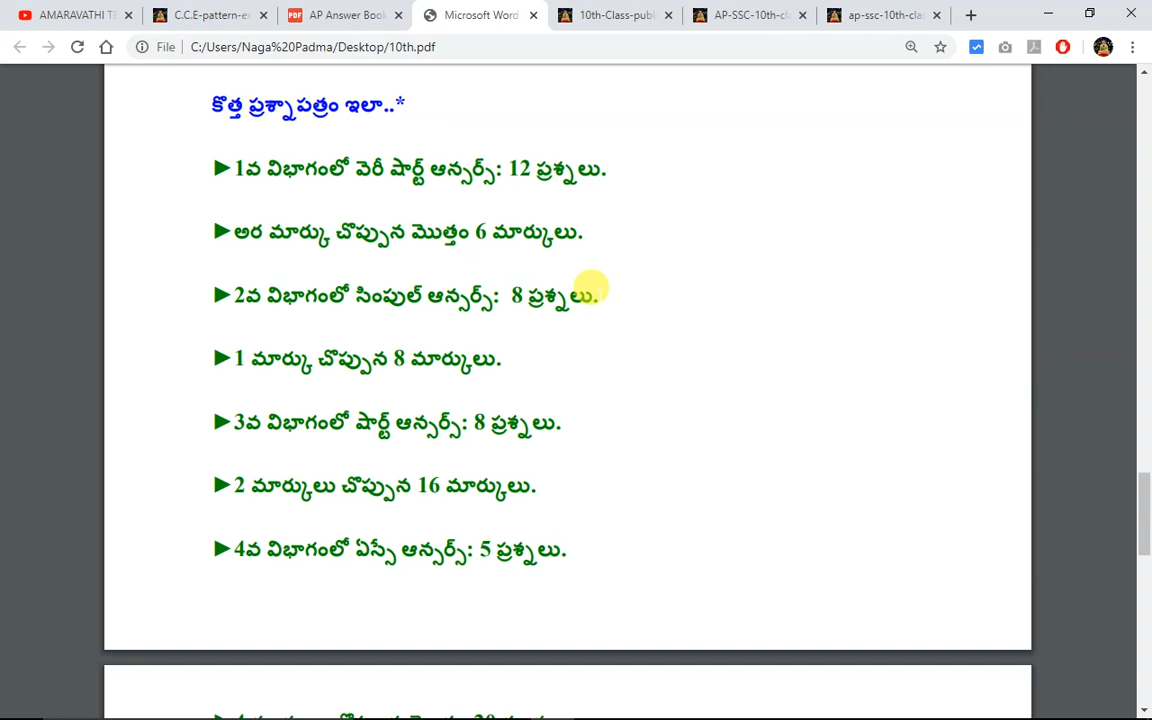 AMARAVATHI TE
C.C.E-pattern-ex
AP Answer Book
Microsoft Word
10th-Class-publ
AP-SSC-10th-cl
ap-ssc-10th-cla
File
C:/Users/Naga%20Padma/Desktop/10th.pdf
కొత్త ప్రశ్నాపత్రం ఇలా..*
►1వ విభాగంలో వెరీ షార్ట్ ఆన్సర్స్: 12 ప్రశ్నలు.
►అర మార్కు చొప్పున మొత్తం 6 మార్కులు.
►2వ విభాగంలో సింపుల్ ఆన్సర్స్: 8 ప్రశ్నలు.
►1 మార్కు చొప్పున 8 మార్కులు.
►3వ విభాగంలో షార్ట్ ఆన్సర్స్: 8 ప్రశ్నలు.
►2 మార్కులు చొప్పున 16 మార్కులు.
►4వ విభాగంలో ఏస్సే ఆన్సర్స్: 5 ప్రశ్నలు.